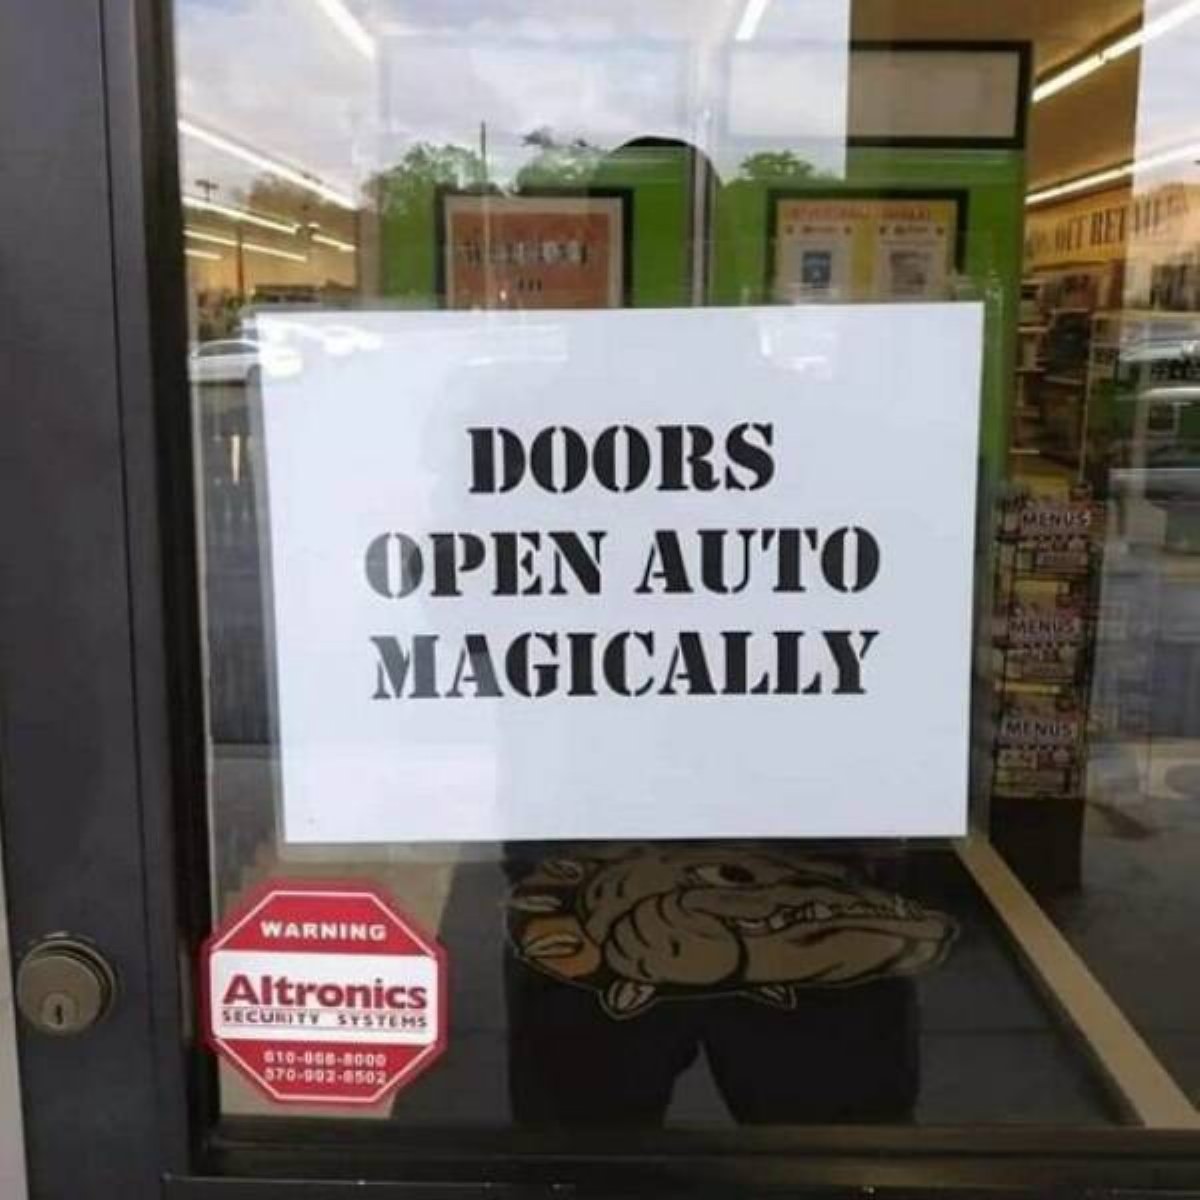 DOORS
OPEN AUTO
MAGICALLY
WARNING
Altronics
SECURITY SYSTEMS
MENUS
MENUS
MENUS